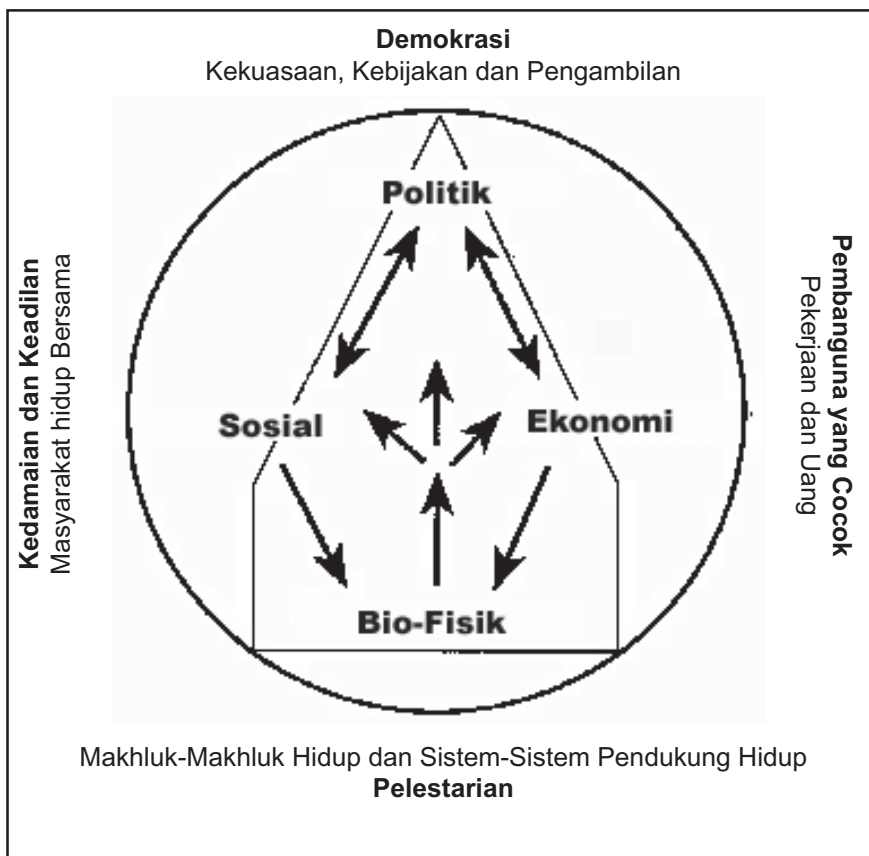 Demokrasi
Kekuasaan, Kebijakan dan Pengambilan
Politik
Kedamaian dan Keadilan
Masyarakat hidup Bersama
Sosial
Ekonomi
Pembanguna yang Cocok
Pekerjaan dan Uang
Bio-Fisik
Makhluk-Makhluk Hidup dan Sistem-Sistem Pendukung Hidup
Pelestarian